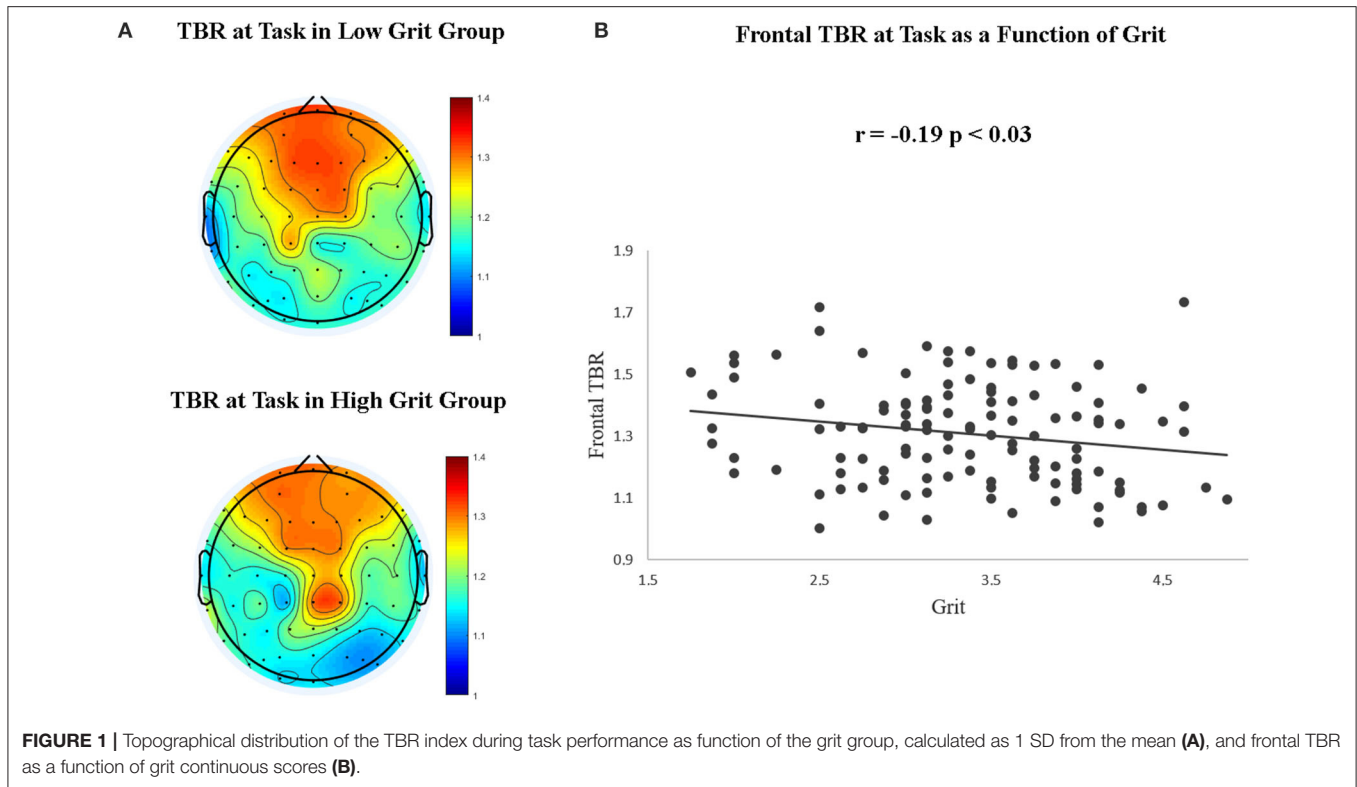 A
TBR at Task in Low Grit Group
1.4
1.3
1.2
1.1
1
TBR at Task in High Grit Group
1.4
1.3
1.2
1.1
1
B
Frontal TBR at Task as a Function of Grit
r = -0.19 p < 0.03
Frontal TBR
1.9
1.7
1.5
1.3
1.1
0.9
1.5 2.5 3.5 4.5
Grit
FIGURE 1 | Topographical distribution of the TBR index during task performance as function of the grit group, calculated as 1 SD from the mean (A), and frontal TBR
as a function of grit continuous scores (B).